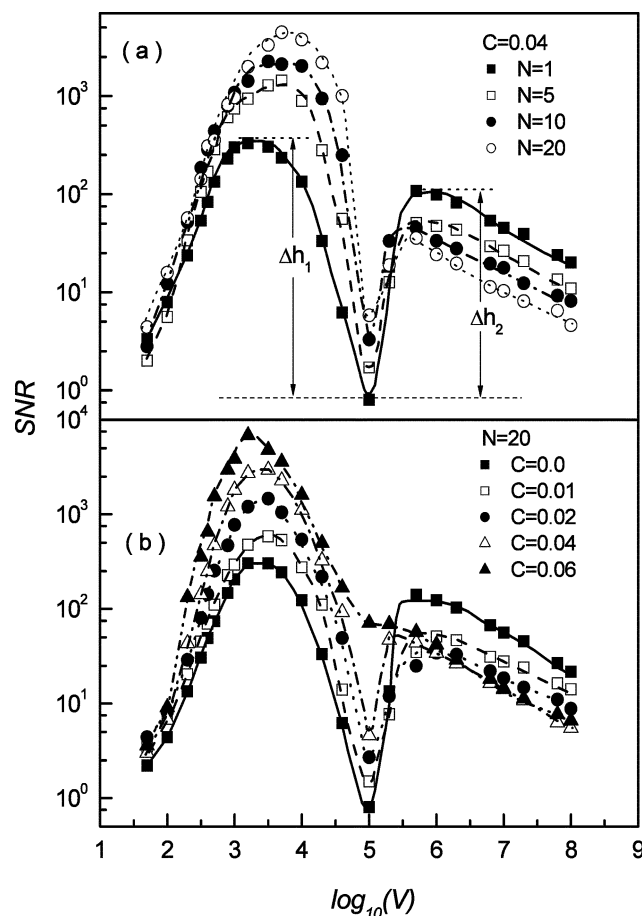 ( a )
C=0.04
N=1
N=5
N=10
N=20
10³
10²
10¹
10⁰
Δh₁
Δh₂
SNR
10⁴
( b )
N=20
C=0.0
C=0.01
C=0.02
C=0.04
C=0.06
10³
10²
10¹
10⁰
0 1 2 3 4 5 6 7 8 9
log₁₀(V)